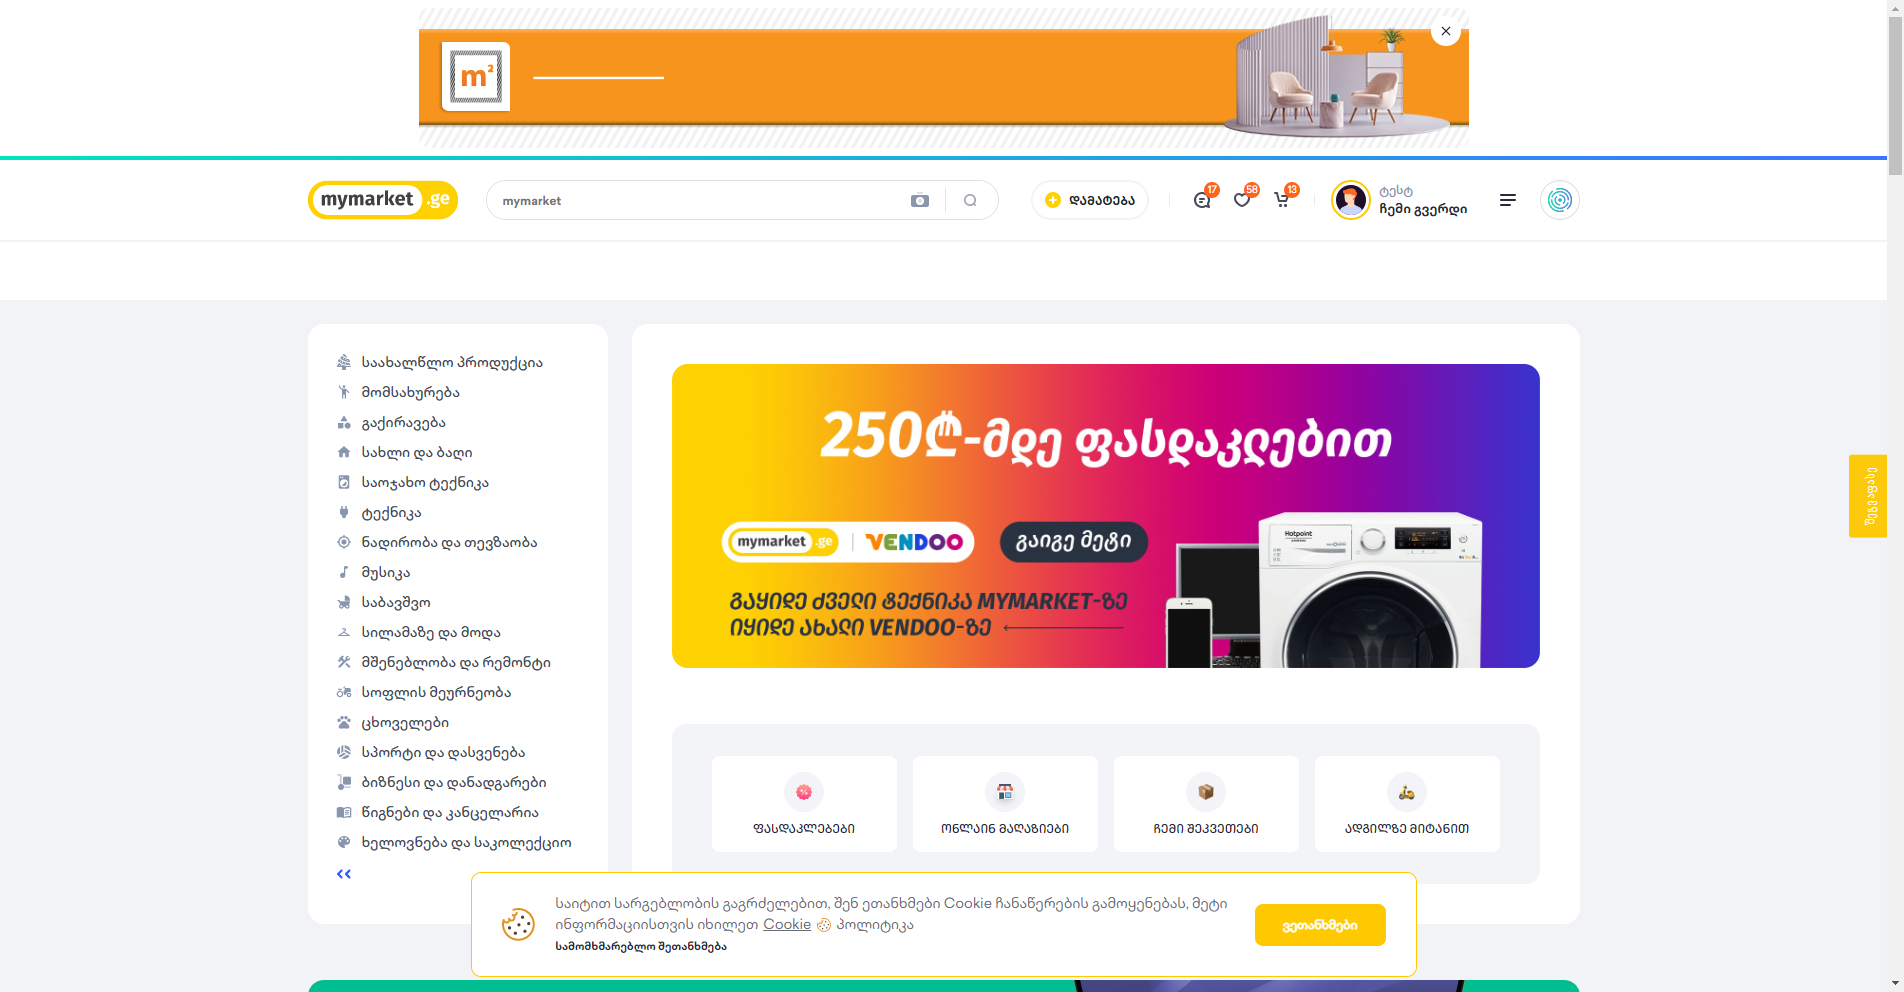 m²
mymarket.ge
mymarket
დამატება
17
58
13
ტესტ
ჩემი გვერდი
საახალწლო პროდუქცია
მომსახურება
გაქირავება
სახლი და ბაღი
საოჯახო ტექნიკა
ტექნიკა
ნადირობა და თევზაობა
მუსიკა
საბავშვო
სილამაზე და მოდა
მშენებლობა და რემონტი
სოფლის მეურნეობა
ცხოველები
სპორტი და დასვენება
ბიზნესი და დანადგარები
წიგნები და კანცელარია
ხელოვნება და საკოლექციო
250₾-მდე ფასდაკლებით
mymarket.ge | VENDOO
გაიგე მეტი
გაყიდე ძველი ტექნიკა MYMARKET-ზე
იყიდე ახალი VENDOO-ზე
Hotpoint
ფასდაკლებები
ონლაინ მაღაზიები
ჩემი შეკვეთები
ადგილზე მიტანით
საიტით სარგებლობის გაგრძელებით, შენ ეთანხმები Cookie ჩანაწერების გამოყენებას, მეტი
ინფორმაციისთვის იხილეთ Cookie 🍪 პოლიტიკა
სამომხმარებლო შეთანხმება
ვეთანხმები